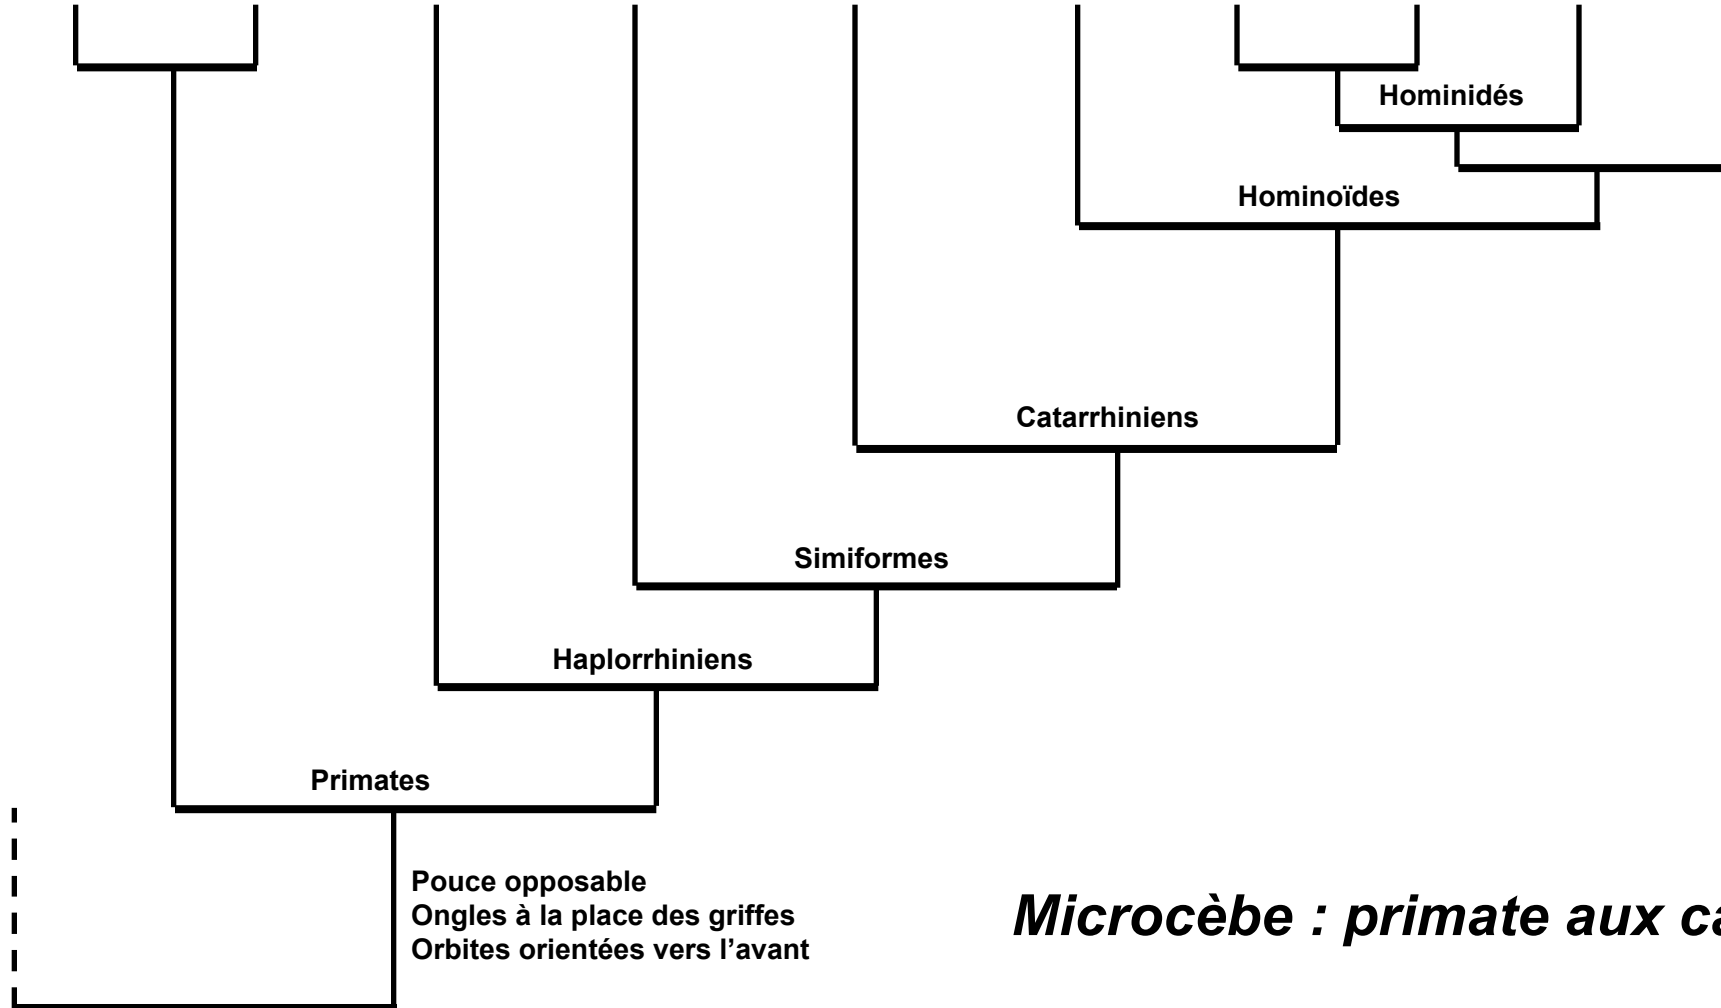 Hominidés
Hominoïdes
Catarrhiniens
Simiformes
Haplorrhiniens
Primates
Pouce opposable
Ongles à la place des griffes
Orbites orientées vers l'avant
Microcèbe : primate aux